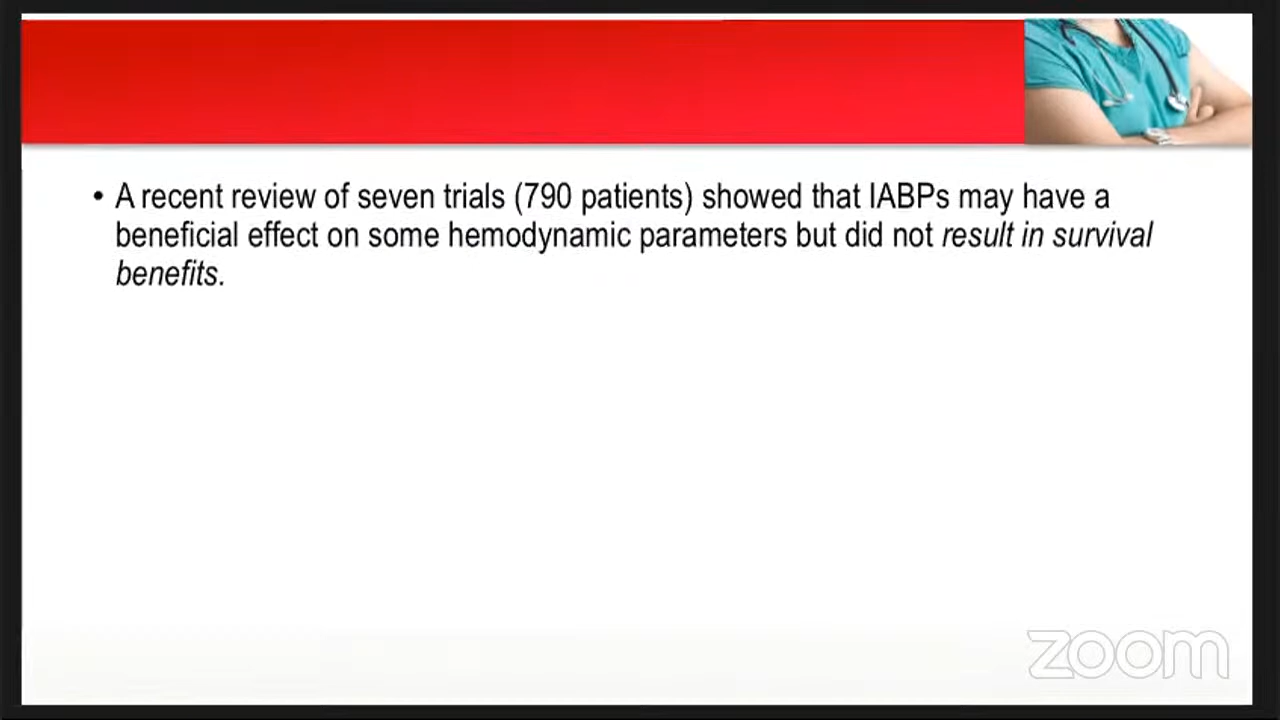 • A recent review of seven trials (790 patients) showed that IABPs may have a
beneficial effect on some hemodynamic parameters but did not result in survival
benefits.
zoom